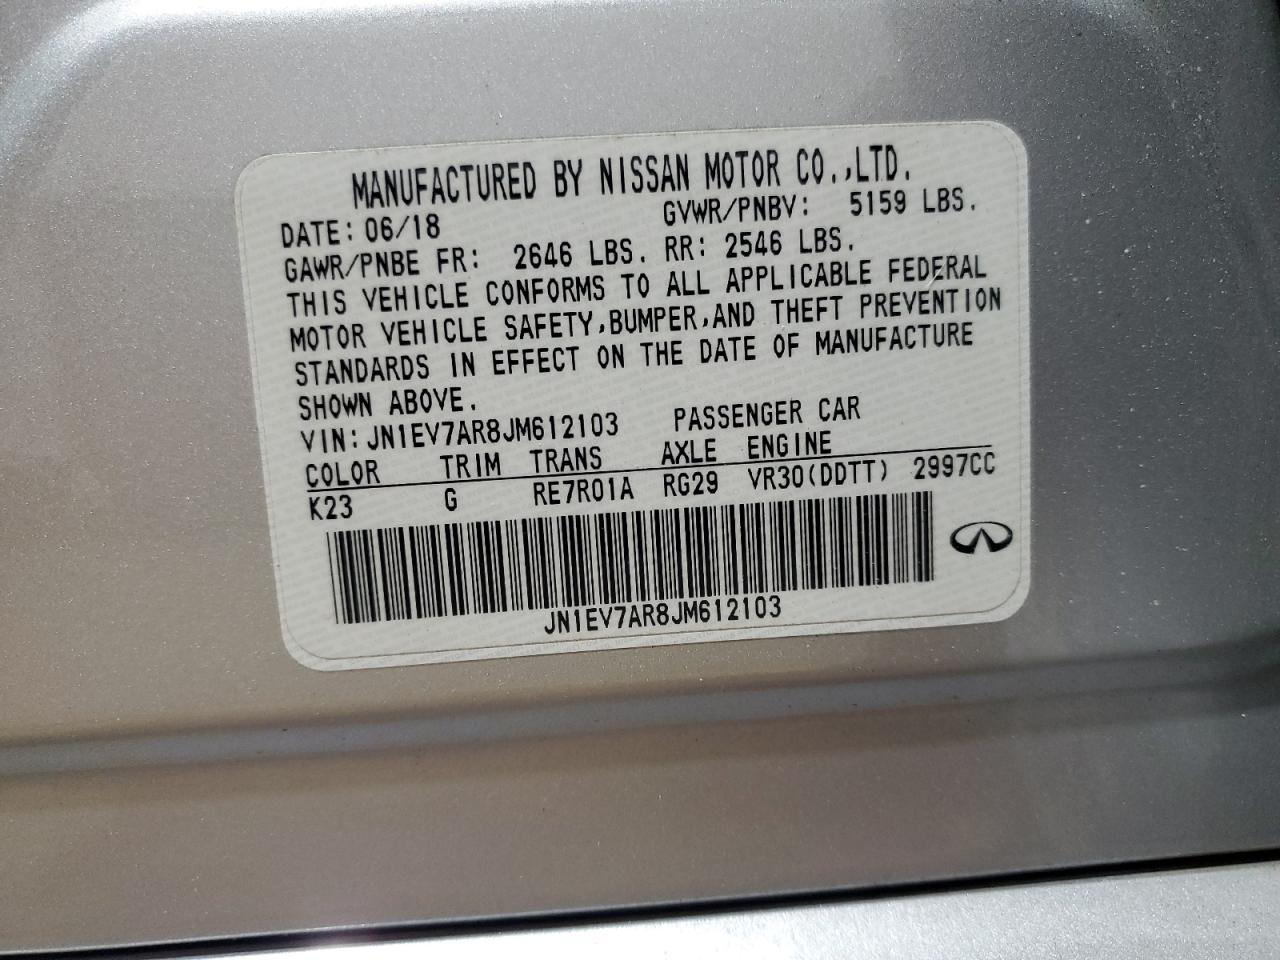 MANUFACTURED BY NISSAN MOTOR CO.,LTD.
DATE: 06/18 GVWR/PNBV: 5159 LBS.
GAWR/PNBE FR: 2646 LBS. RR: 2546 LBS.
THIS VEHICLE CONFORMS TO ALL APPLICABLE FEDERAL
MOTOR VEHICLE SAFETY,BUMPER,AND THEFT PREVENTION
STANDARDS IN EFFECT ON THE DATE OF MANUFACTURE
SHOWN ABOVE.
VIN: JN1EV7AR8JM612103 PASSENGER CAR
COLOR TRIM TRANS AXLE ENGINE
K23 G RE7R01A RG29 VR30(DDTT) 2997CC
JN1EV7AR8JM612103